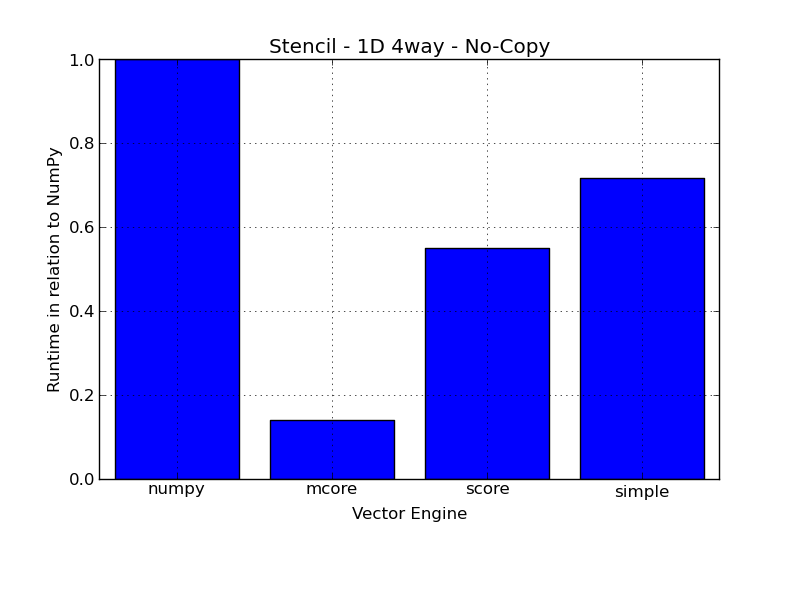 Stencil - 1D 4way - No-Copy
1.0
0.8
0.6
0.4
0.2
0.0
Runtime in relation to NumPy
numpy mcore score simple
Vector Engine